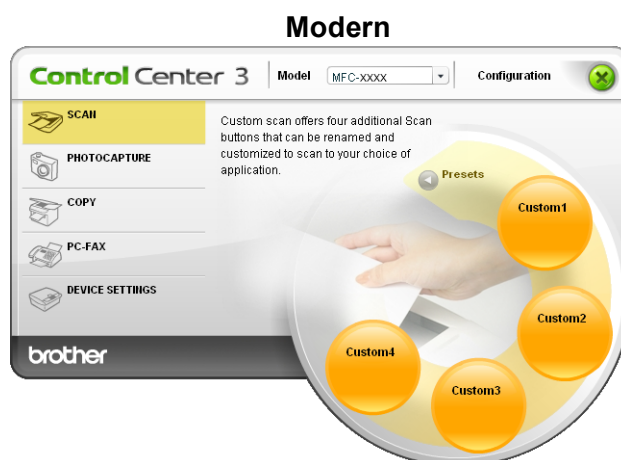 Modern
Control Center 3 Model MFC-XXXX Configuration
SCAN
PHOTOCAPTURE
COPY
PC-FAX
DEVICE SETTINGS
Custom scan offers four additional Scan
buttons that can be renamed and
customized to scan to your choice of
application.
Presets
Custom1
Custom2
Custom3
Custom4
brother